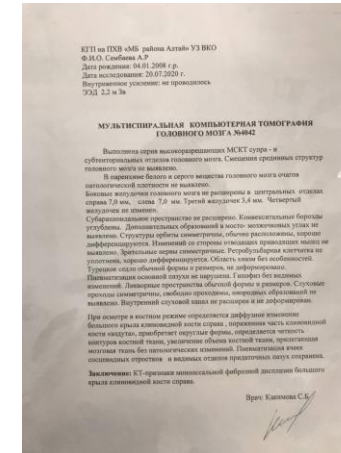 КГП на ПХВ «МБ района Алтай» УЗ ВКО
Ф.И.О. Сембаева А.Р
Дата рождения: 04.01.2008 г.р.
Дата исследования: 20.07.2020 г.
Внутривенное усиление: не проводилось
ЭЭД 2,2 м Зв
МУЛЬТИСПИРАЛЬНАЯ КОМПЬЮТЕРНАЯ ТОМОГРАФИЯ
ГОЛОВНОГО МОЗГА №4042
Выполнена серия высокоразрешающих МСКТ супра - и
субтенториальных отделов головного мозга. Смещения срединных структур
головного мозга не выявлено.
В паренхиме белого и серого вещества головного мозга очагов
патологической плотности не выявлено.
Боковые желудочки головного мозга не расширены в центральных отделах
справа 7,0 мм, слева 7,0 мм. Третий желудочек 3,4 мм. Четвертый
желудочек не изменен.
Субарахноидальное пространство не расширено. Конвекситальные борозды
углублены. Дополнительных образований в мосто- мозжечковых углах не
выявлено. Структуры орбиты симметричные, обычно расположены, хорошо
дифференцируются. Изменений со стороны отводящих приводящих мышц не
выявлено. Зрительные нервы симметричные. Ретробульбарная клетчатка не
уплотнена, хорошо дифференцируется. Область хиазм без особенностей.
Турецкое седло обычной формы и размеров, не деформировано.
Пневматизация основной пазухи не нарушена. Гипофиз без видимых
изменений. Ликворные пространства обычной формы и размеров. Слуховые
проходы симметричны, свободно проходимы, инородных образований не
выявлено. Внутренний слуховой канал не расширен и не деформирован.
При осмотре в костном режиме определяется диффузное изменение
большого крыла клиновидной кости справа , пораженная часть клиновидной
кости «вздута», приобретает округлые формы, определяется четкость
контуров костной ткани, увеличение объема костной ткани, прилегающая
мозговая ткань без патологических изменений. Пневматизация ячеек
сосцевидных отростков и видимых отделов придаточных пазух сохранена.
Заключение: КТ-признаки монооссальной фиброзной дисплазии большого
крыла клиновидной кости справа.
Врач: Каимова С.Б